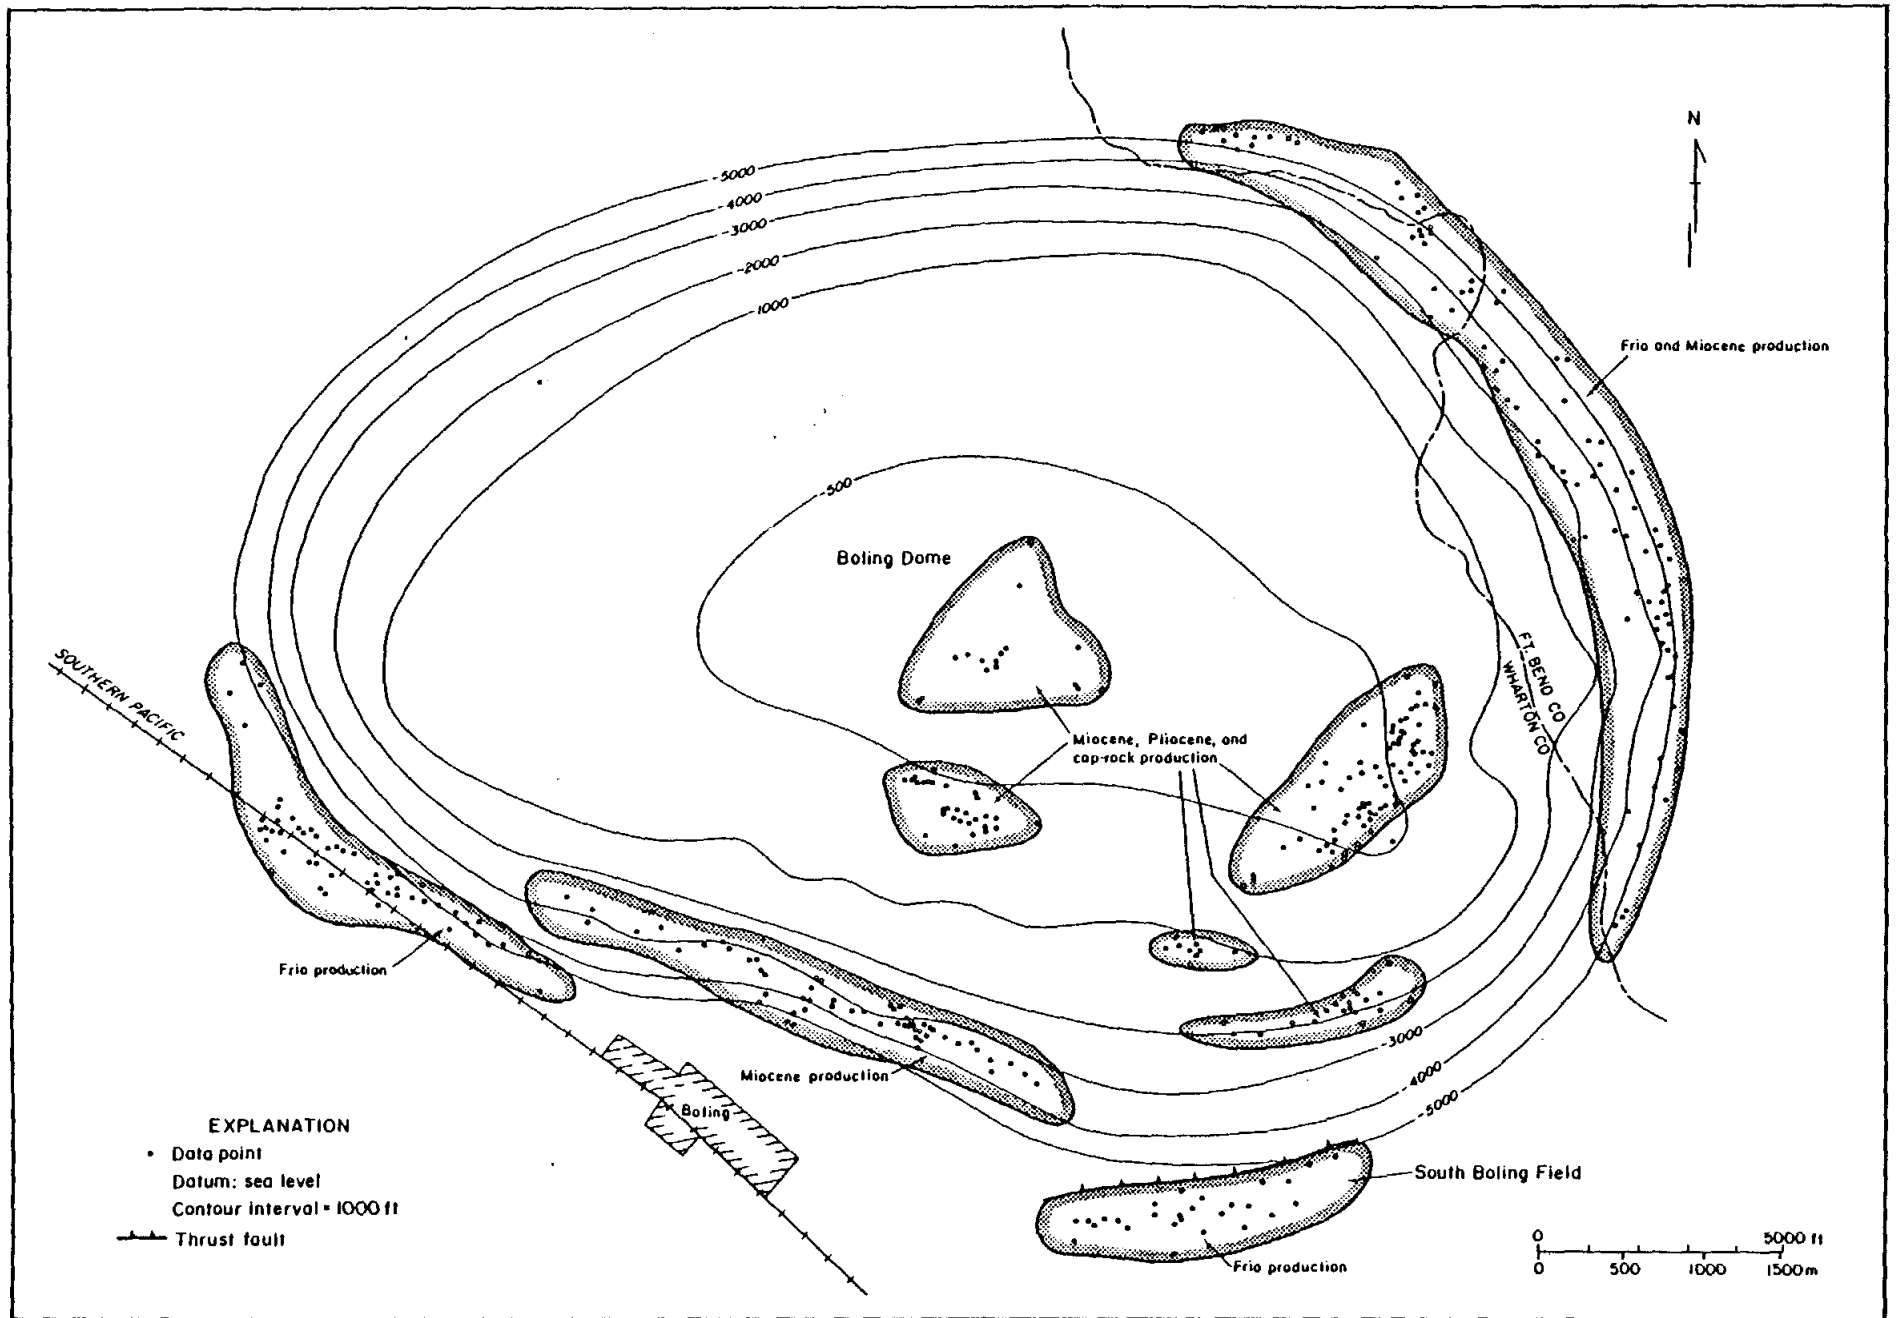 N
-5000
-4000
-3000
-2000
-1000
Frio and Miocene production
-500
Boling Dome
FT. BEND CO
WHARTON CO
SOUTHERN PACIFIC
Miocene, Pliocene, and
cap-rock production
Frio production
-3000
-4000
-5000
Miocene production
Boling
South Boling Field
Frio production
EXPLANATION
Data point
Datum: sea level
Contour interval = 1000 ft
Thrust fault
0 5000 ft
0 500 1000 1500m